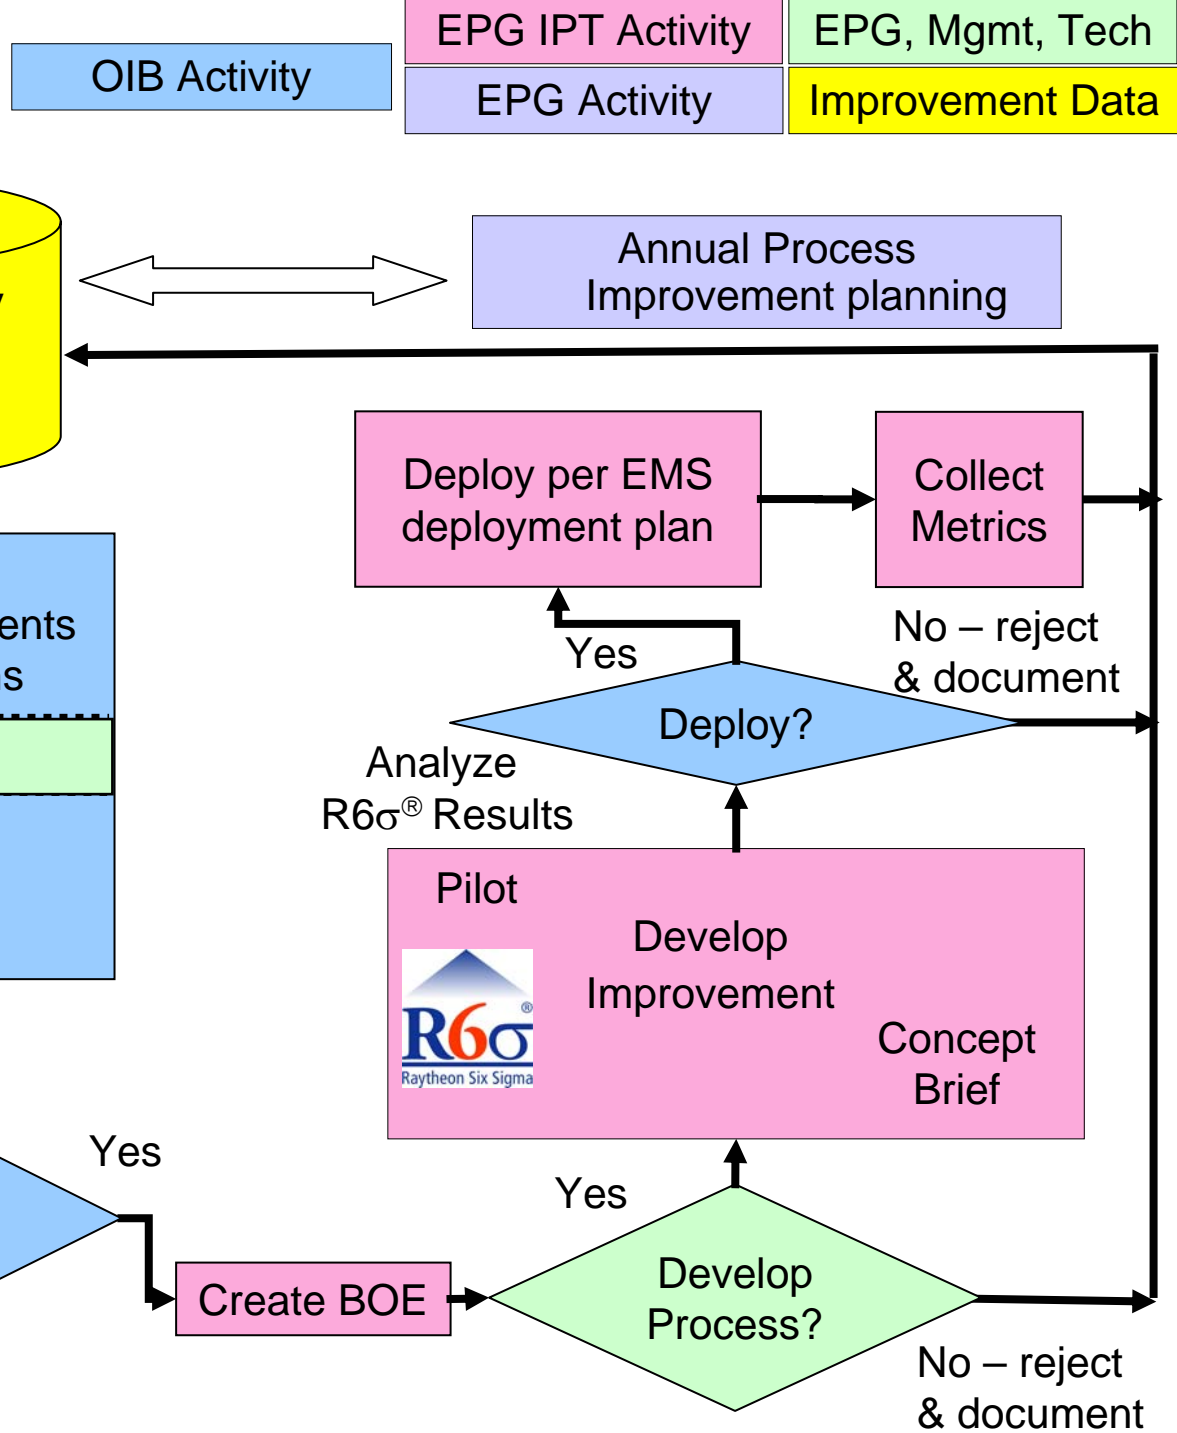 EPG IPT Activity
EPG, Mgmt, Tech
OIB Activity
EPG Activity
Improvement Data
Annual Process
Improvement planning
Deploy per EMS
deployment plan
Collect
Metrics
No – reject
& document
Yes
Deploy?
Analyze
R6σ® Results
Pilot
Develop
Improvement
R6σ®
Raytheon Six Sigma
Concept
Brief
Yes
Yes
Create BOE
Develop
Process?
No – reject
& document